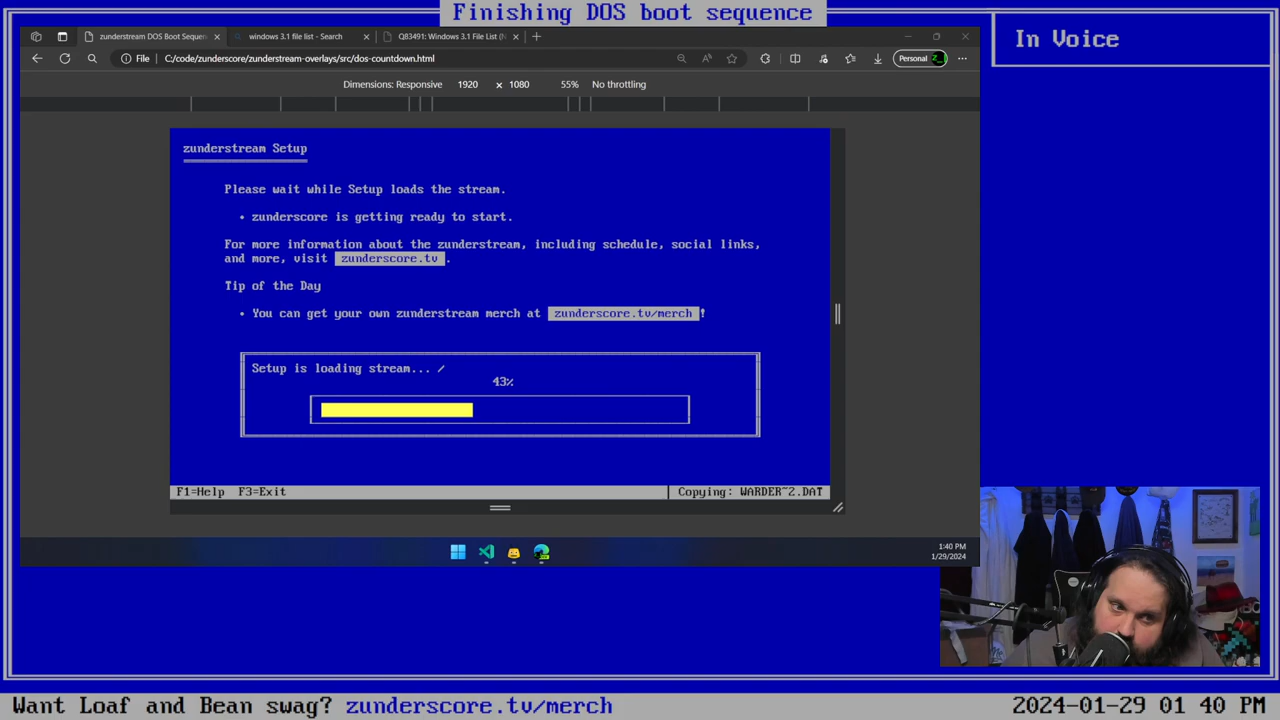 Finishing DOS boot sequence
In Voice
zunderstream DOS Boot Sequen
windows 3.1 file list - Search
Q83491: Windows 3.1 File List (
File
C:/code/zunderscore/zunderstream-overlays/src/dos-countdown.html
Personal
Dimensions: Responsive 1920 × 1080 55% No throttling
zunderstream Setup
Please wait while Setup loads the stream.
• zunderscore is getting ready to start.
For more information about the zunderstream, including schedule, social links,
and more, visit zunderscore.tv.
Tip of the Day
• You can get your own zunderstream merch at zunderscore.tv/merch!
Setup is loading stream... /
43%
F1=Help F3=Exit
Copying: WARDER~2.DAT
1:40 PM
1/29/2024
Want Loaf and Bean swag? zunderscore.tv/merch
2024-01-29 01 40 PM